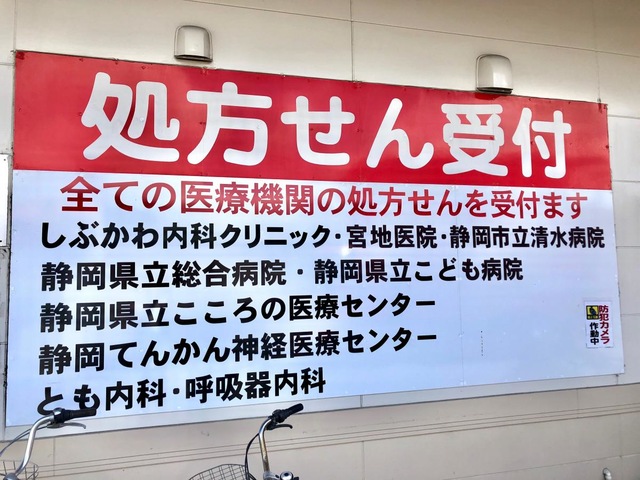 処方せん受付
全ての医療機関の処方せんを受付ます
しぶかわ内科クリニック・宮地医院・静岡市立清水病院
静岡県立総合病院・静岡県立こども病院
静岡県立こころの医療センター
静岡てんかん神経医療センター
とも内科・呼吸器内科
防犯カメラ
作動中